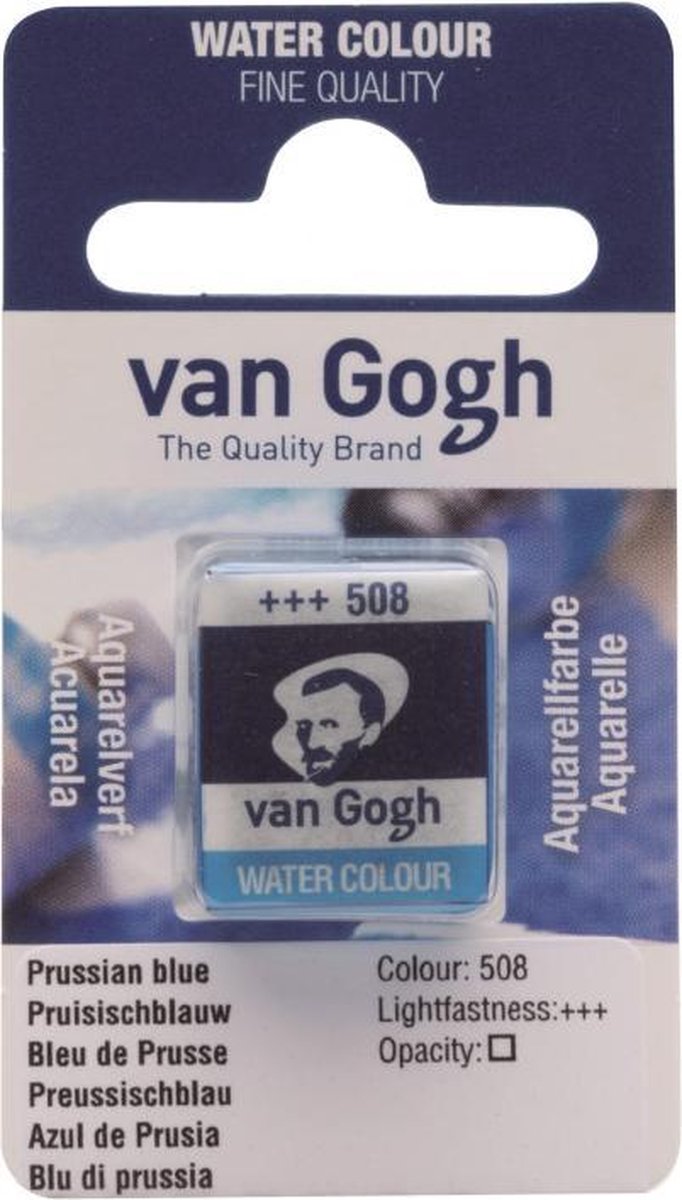 WATER COLOUR
FINE QUALITY
van Gogh
The Quality Brand
+++ 508
van Gogh
WATER COLOUR
Aquarelverf
Acuarela
Aquarellfarbe
Aquarelle
Prussian blue
Pruisischblauw
Bleu de Prusse
Preussischblau
Azul de Prusia
Blu di prussia
Colour: 508
Lightfastness:+++
Opacity:□